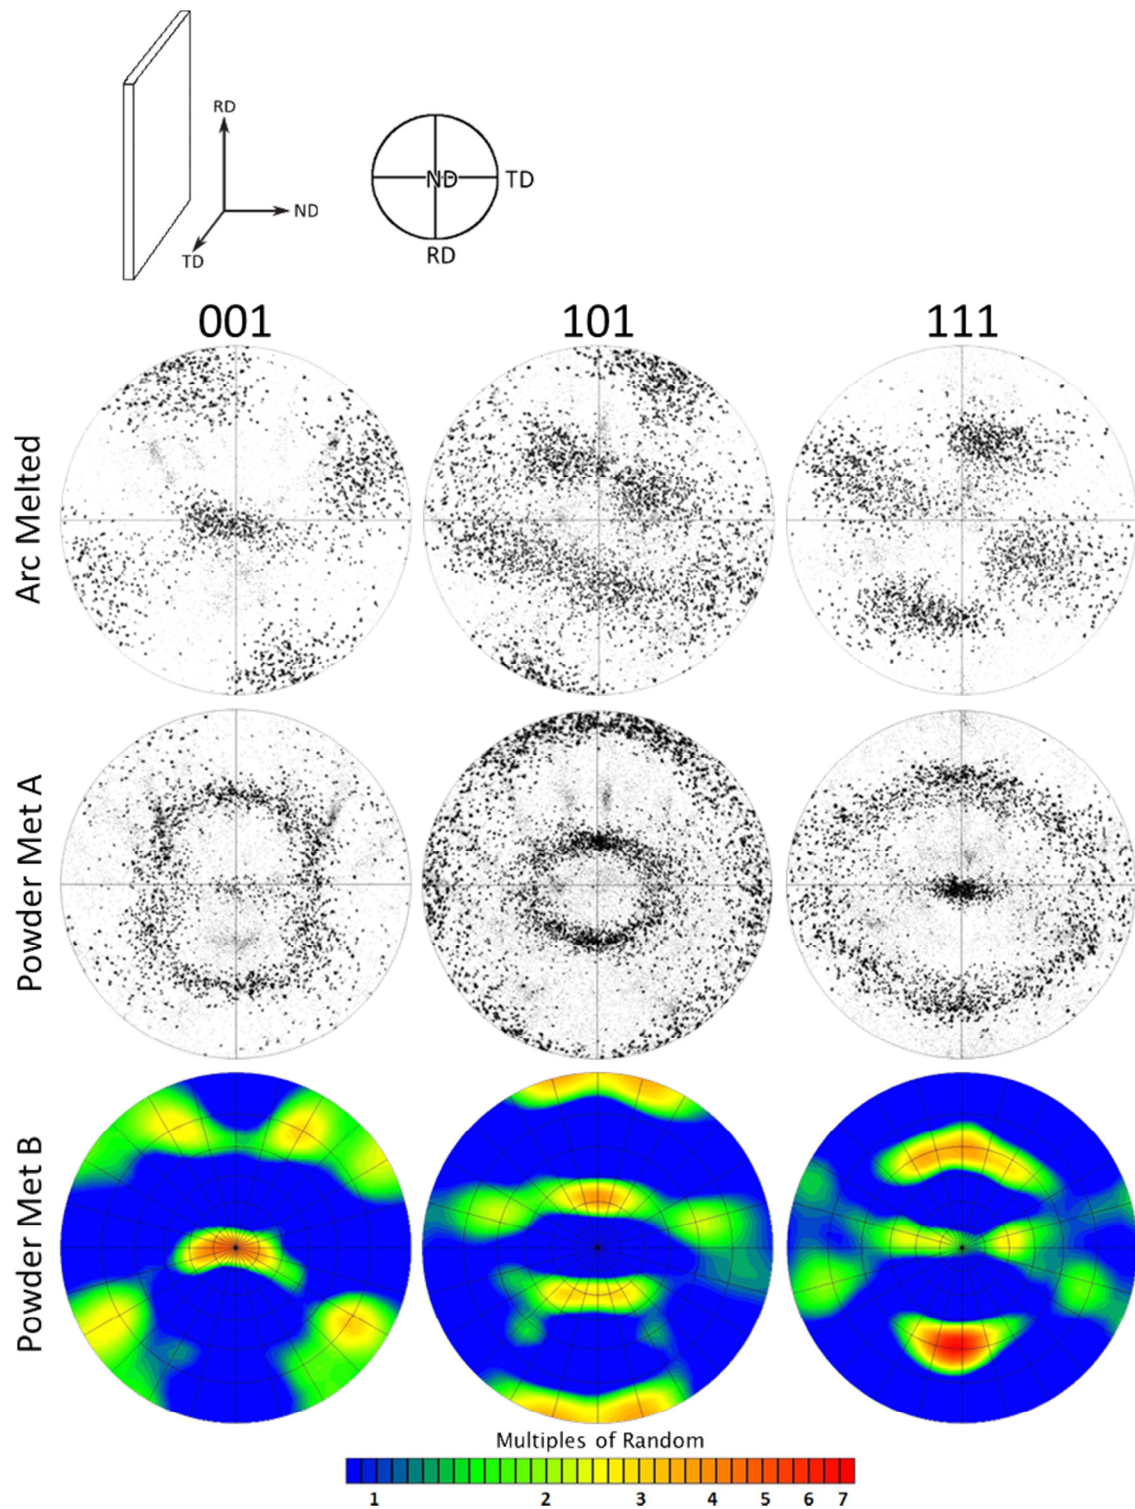 RD
ND
TD
ND
TD
RD
001
101
111
Arc Melted
Powder Met A
Powder Met B
Multiples of Random
1
2
3
4
5
6
7